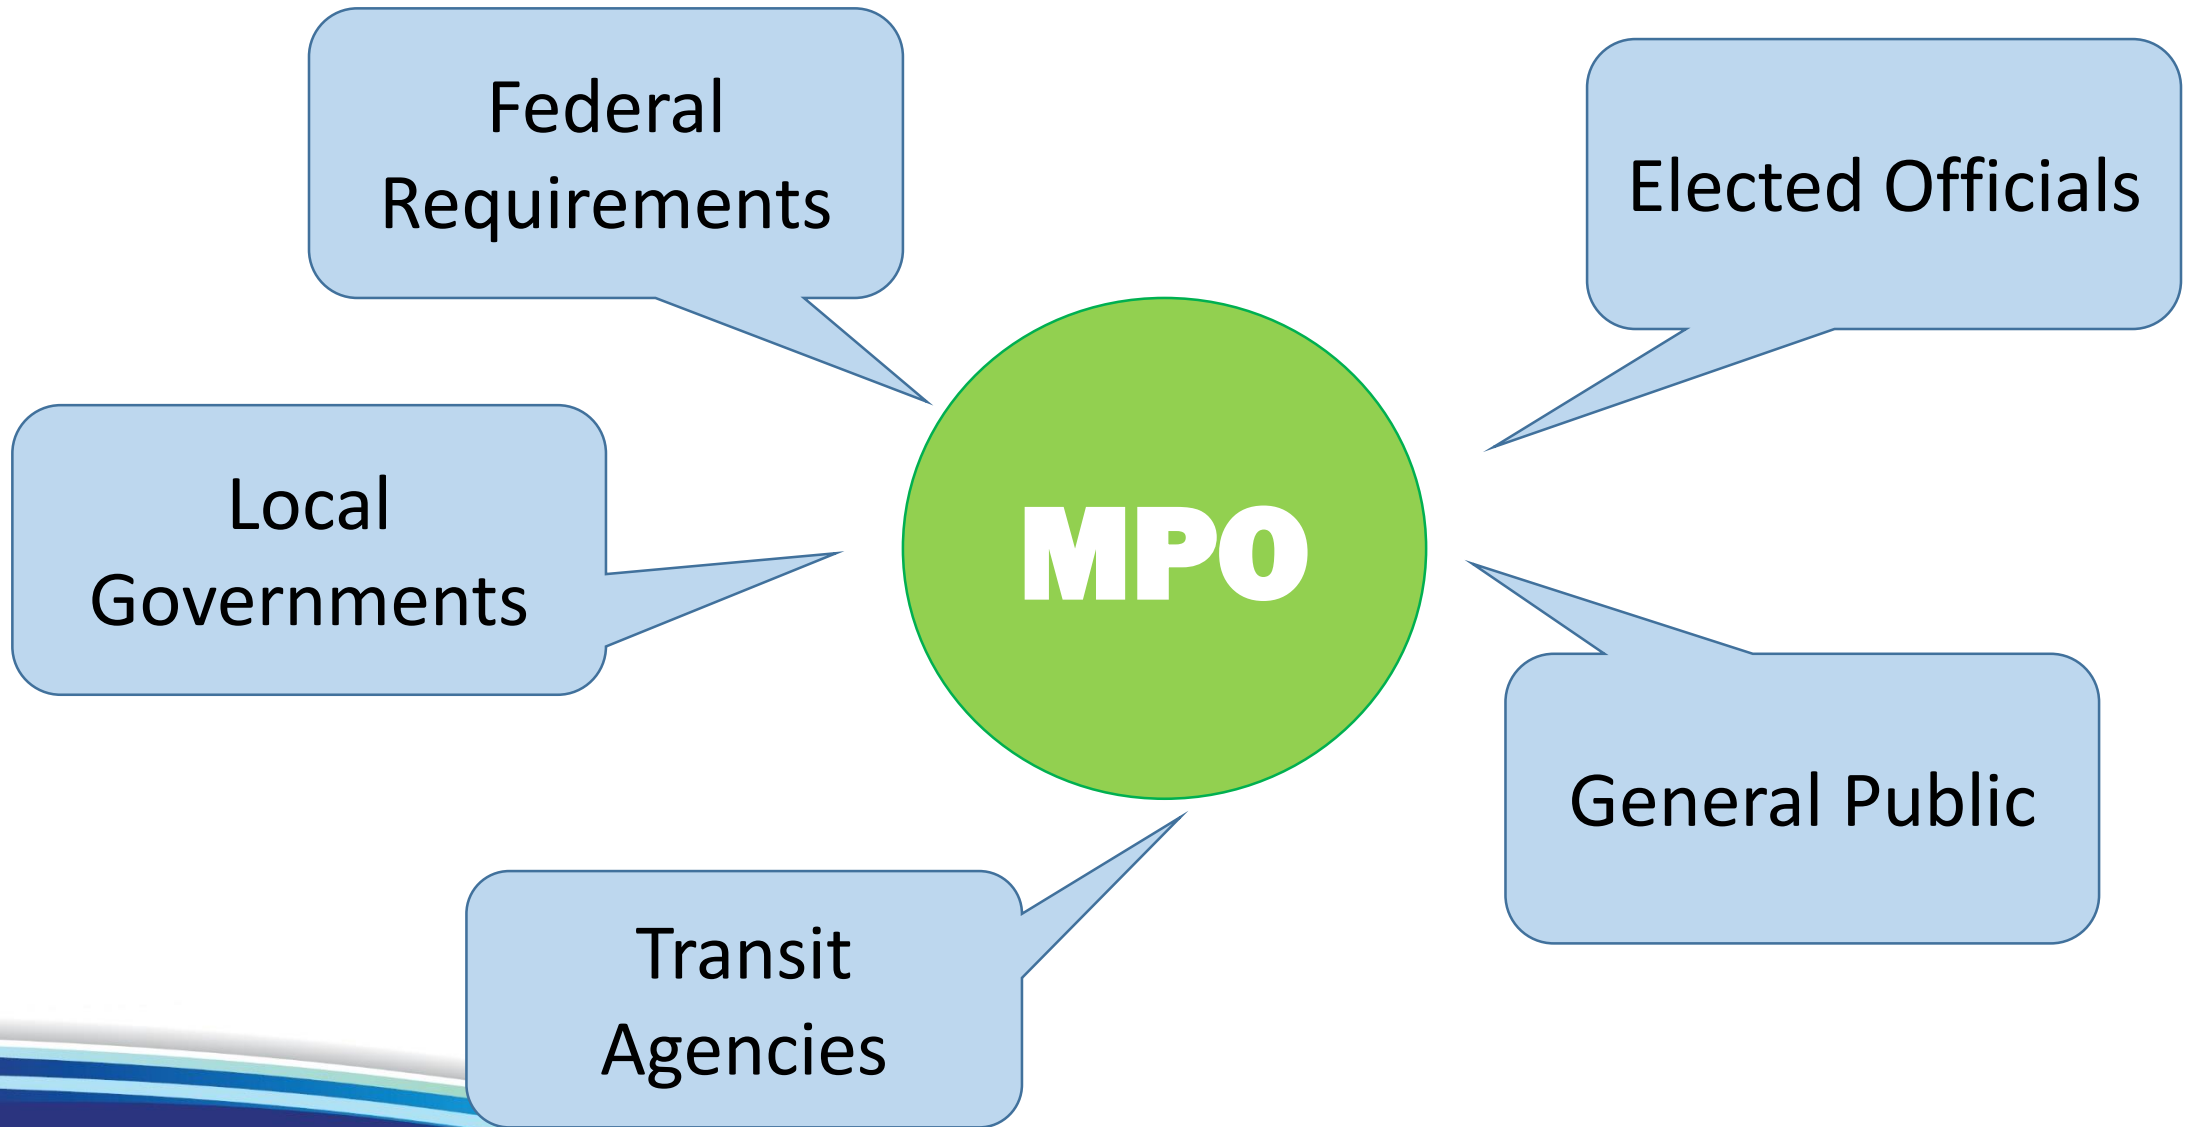 Federal
Requirements
Elected Officials
Local
Governments
MPO
General Public
Transit
Agencies